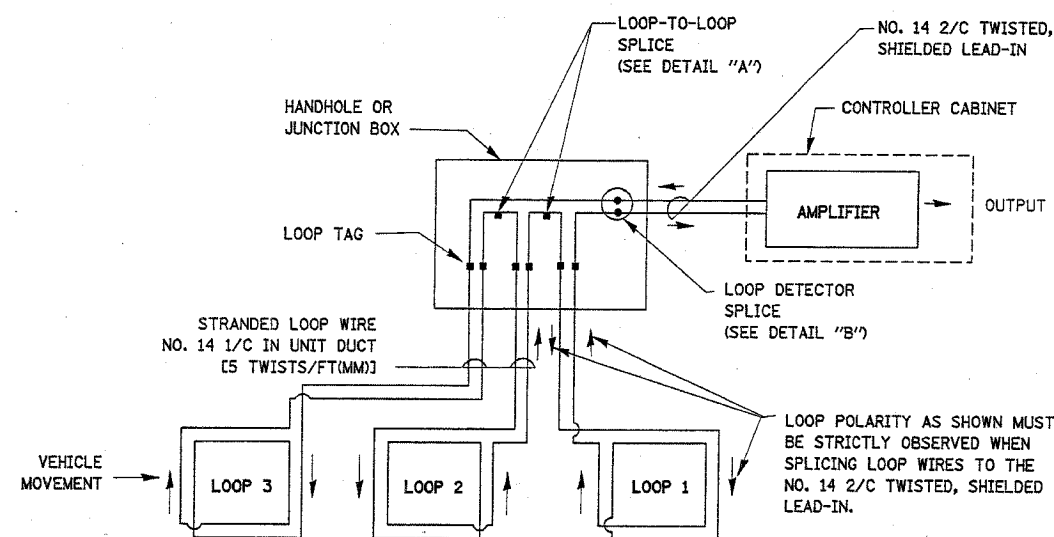 LOOP-TO-LOOP
SPLICE
(SEE DETAIL "A")
NO. 14 2/C TWISTED,
SHIELDED LEAD-IN
HANDHOLE OR
JUNCTION BOX
CONTROLLER CABINET
AMPLIFIER
OUTPUT
LOOP TAG
LOOP DETECTOR
SPLICE
(SEE DETAIL "B")
STRANDED LOOP WIRE
NO. 14 1/C IN UNIT DUCT
[5 TWISTS/FT(MM)]
LOOP POLARITY AS SHOWN MUST
BE STRICTLY OBSERVED WHEN
SPLICING LOOP WIRES TO THE
NO. 14 2/C TWISTED, SHIELDED
LEAD-IN.
VEHICLE
MOVEMENT
LOOP 3
LOOP 2
LOOP 1